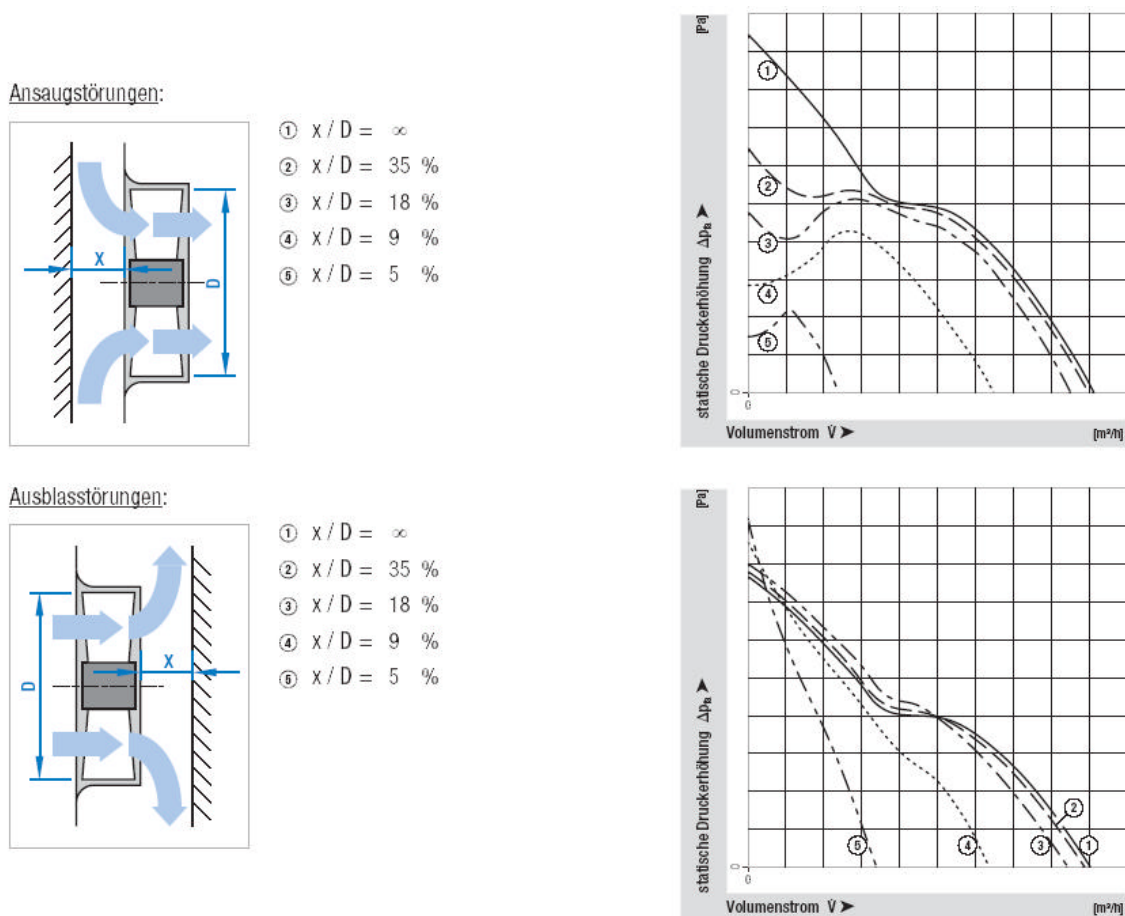 Ansaugstörungen:
① x / D = ∞
② x / D = 35 %
③ x / D = 18 %
④ x / D = 9 %
⑤ x / D = 5 %
X
D
[Pa]
statische Druckerhöhung Δpfa ➤
①
②
③
④
⑤
0
0
Volumenstrom V̇ ➤ [m³/h]
Ausblasstörungen:
① x / D = ∞
② x / D = 35 %
③ x / D = 18 %
④ x / D = 9 %
⑤ x / D = 5 %
D
X
[Pa]
statische Druckerhöhung Δpfa ➤
②
⑤ ④ ③ ①
0
0
Volumenstrom V̇ ➤ [m³/h]